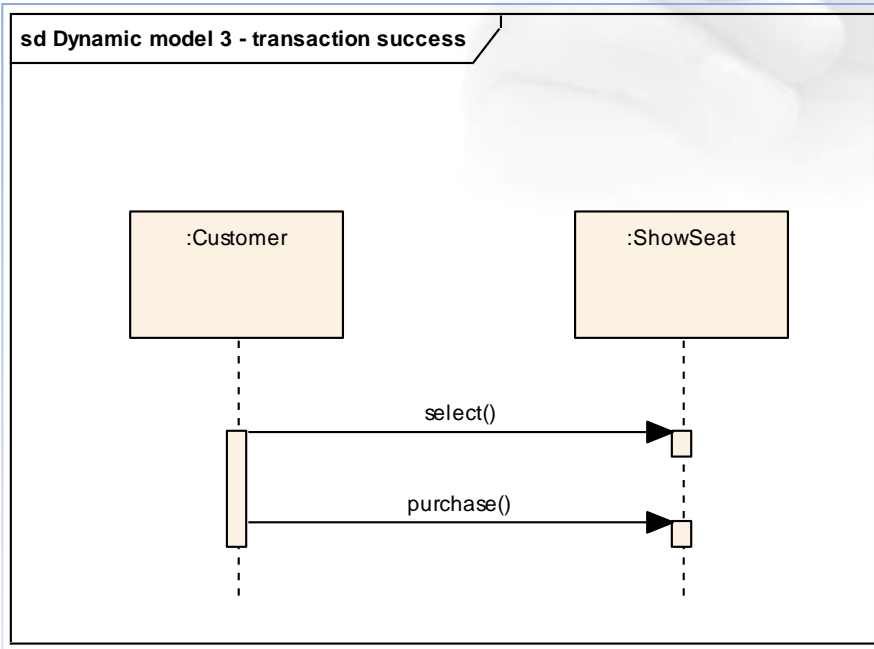 sd Dynamic model 3 - transaction success
:Customer
:ShowSeat
select()
purchase()